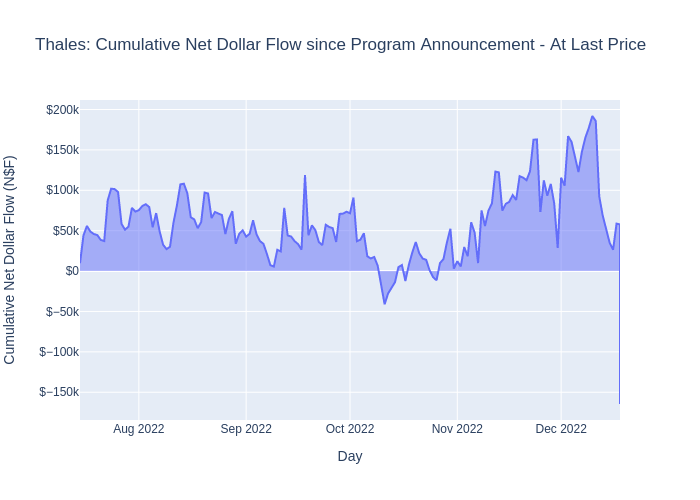 Thales: Cumulative Net Dollar Flow since Program Announcement - At Last Price
Cumulative Net Dollar Flow (N$F)
$200k
$150k
$100k
$50k
$0
$−50k
$−100k
$−150k
Aug 2022
Sep 2022
Oct 2022
Nov 2022
Dec 2022
Day